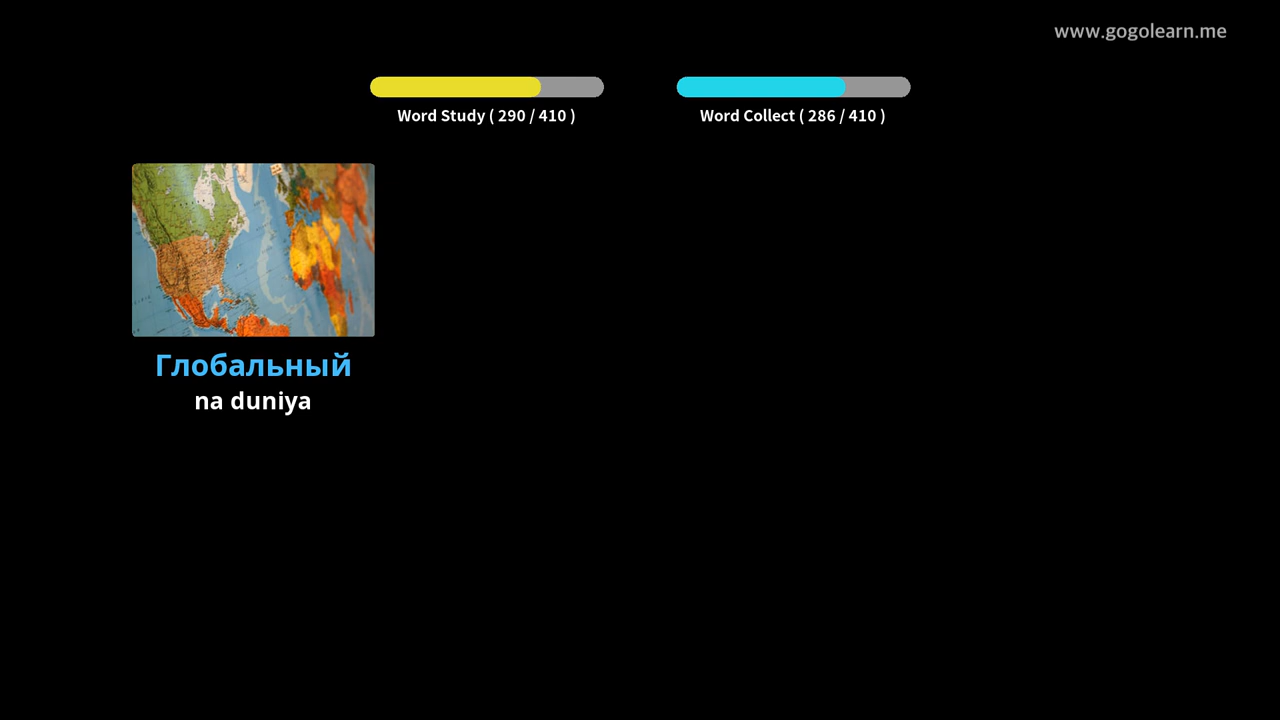 www.gogolearn.me
Word Study ( 290 / 410 )
Word Collect ( 286 / 410 )
Глобальный
na duniya